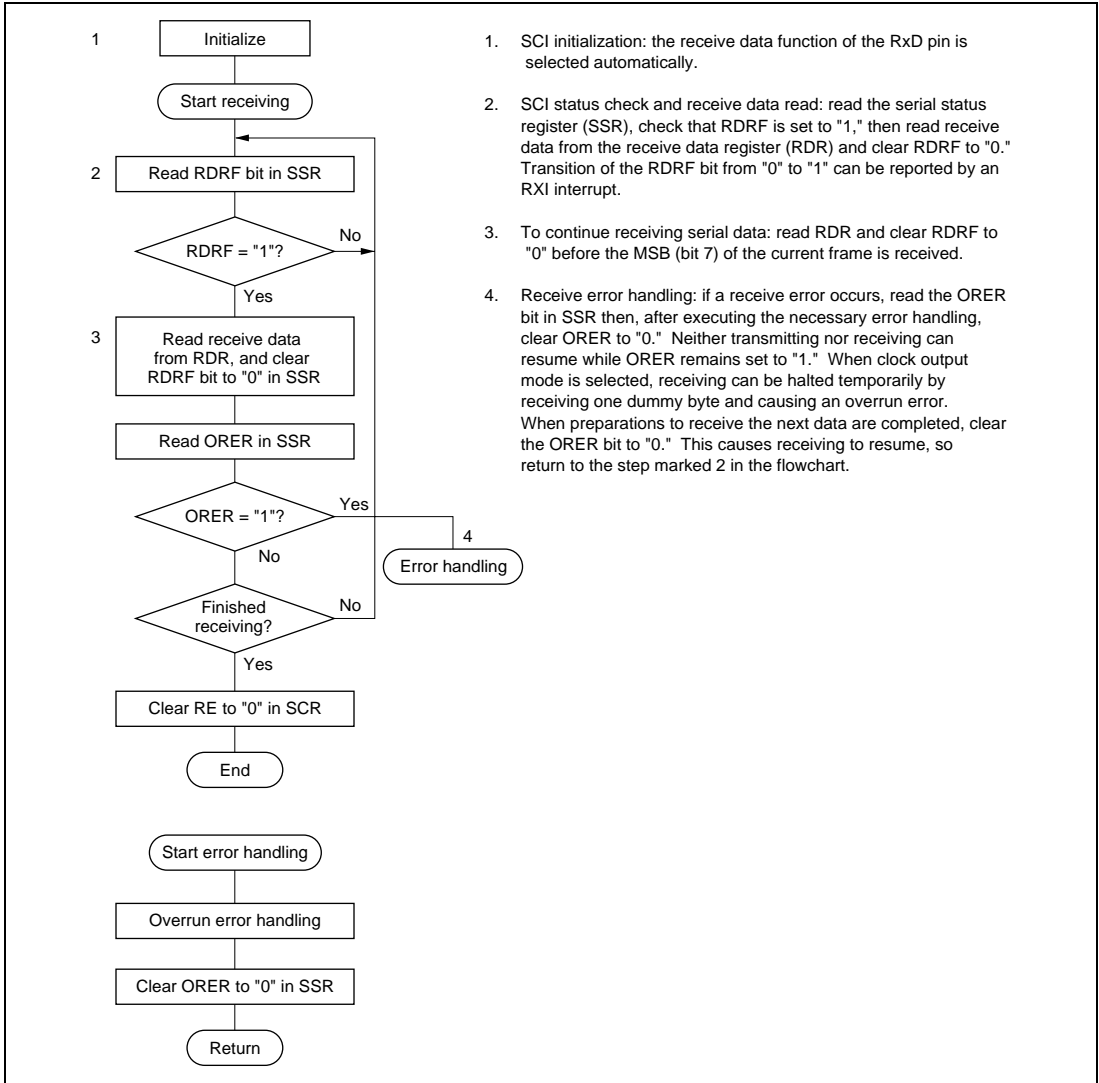 1
Initialize
Start receiving
2
Read RDRF bit in SSR
RDRF = "1"?
No
Yes
3
Read receive data
from RDR, and clear
RDRF bit to "0" in SSR
Read ORER in SSR
ORER = "1"?
Yes
No
4
Error handling
Finished
receiving?
No
Yes
Clear RE to "0" in SCR
End
Start error handling
Overrun error handling
Clear ORER to "0" in SSR
Return
1. SCI initialization: the receive data function of the RxD pin is
selected automatically.
2. SCI status check and receive data read: read the serial status
register (SSR), check that RDRF is set to "1," then read receive
data from the receive data register (RDR) and clear RDRF to "0."
Transition of the RDRF bit from "0" to "1" can be reported by an
RXI interrupt.
3. To continue receiving serial data: read RDR and clear RDRF to
"0" before the MSB (bit 7) of the current frame is received.
4. Receive error handling: if a receive error occurs, read the ORER
bit in SSR then, after executing the necessary error handling,
clear ORER to "0." Neither transmitting nor receiving can
resume while ORER remains set to "1." When clock output
mode is selected, receiving can be halted temporarily by
receiving one dummy byte and causing an overrun error.
When preparations to receive the next data are completed, clear
the ORER bit to "0." This causes receiving to resume, so
return to the step marked 2 in the flowchart.